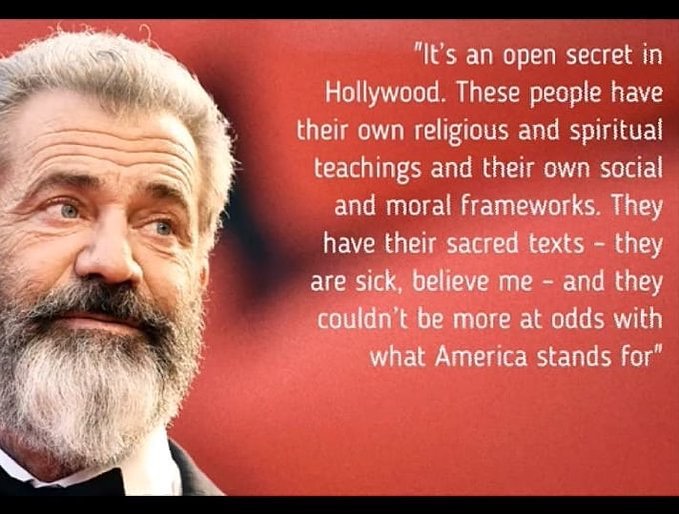 "It's an open secret in
Hollywood. These people have
their own religious and spiritual
teachings and their own social
and moral frameworks. They
have their sacred texts – they
are sick, believe me – and they
couldn't be more at odds with
what America stands for"